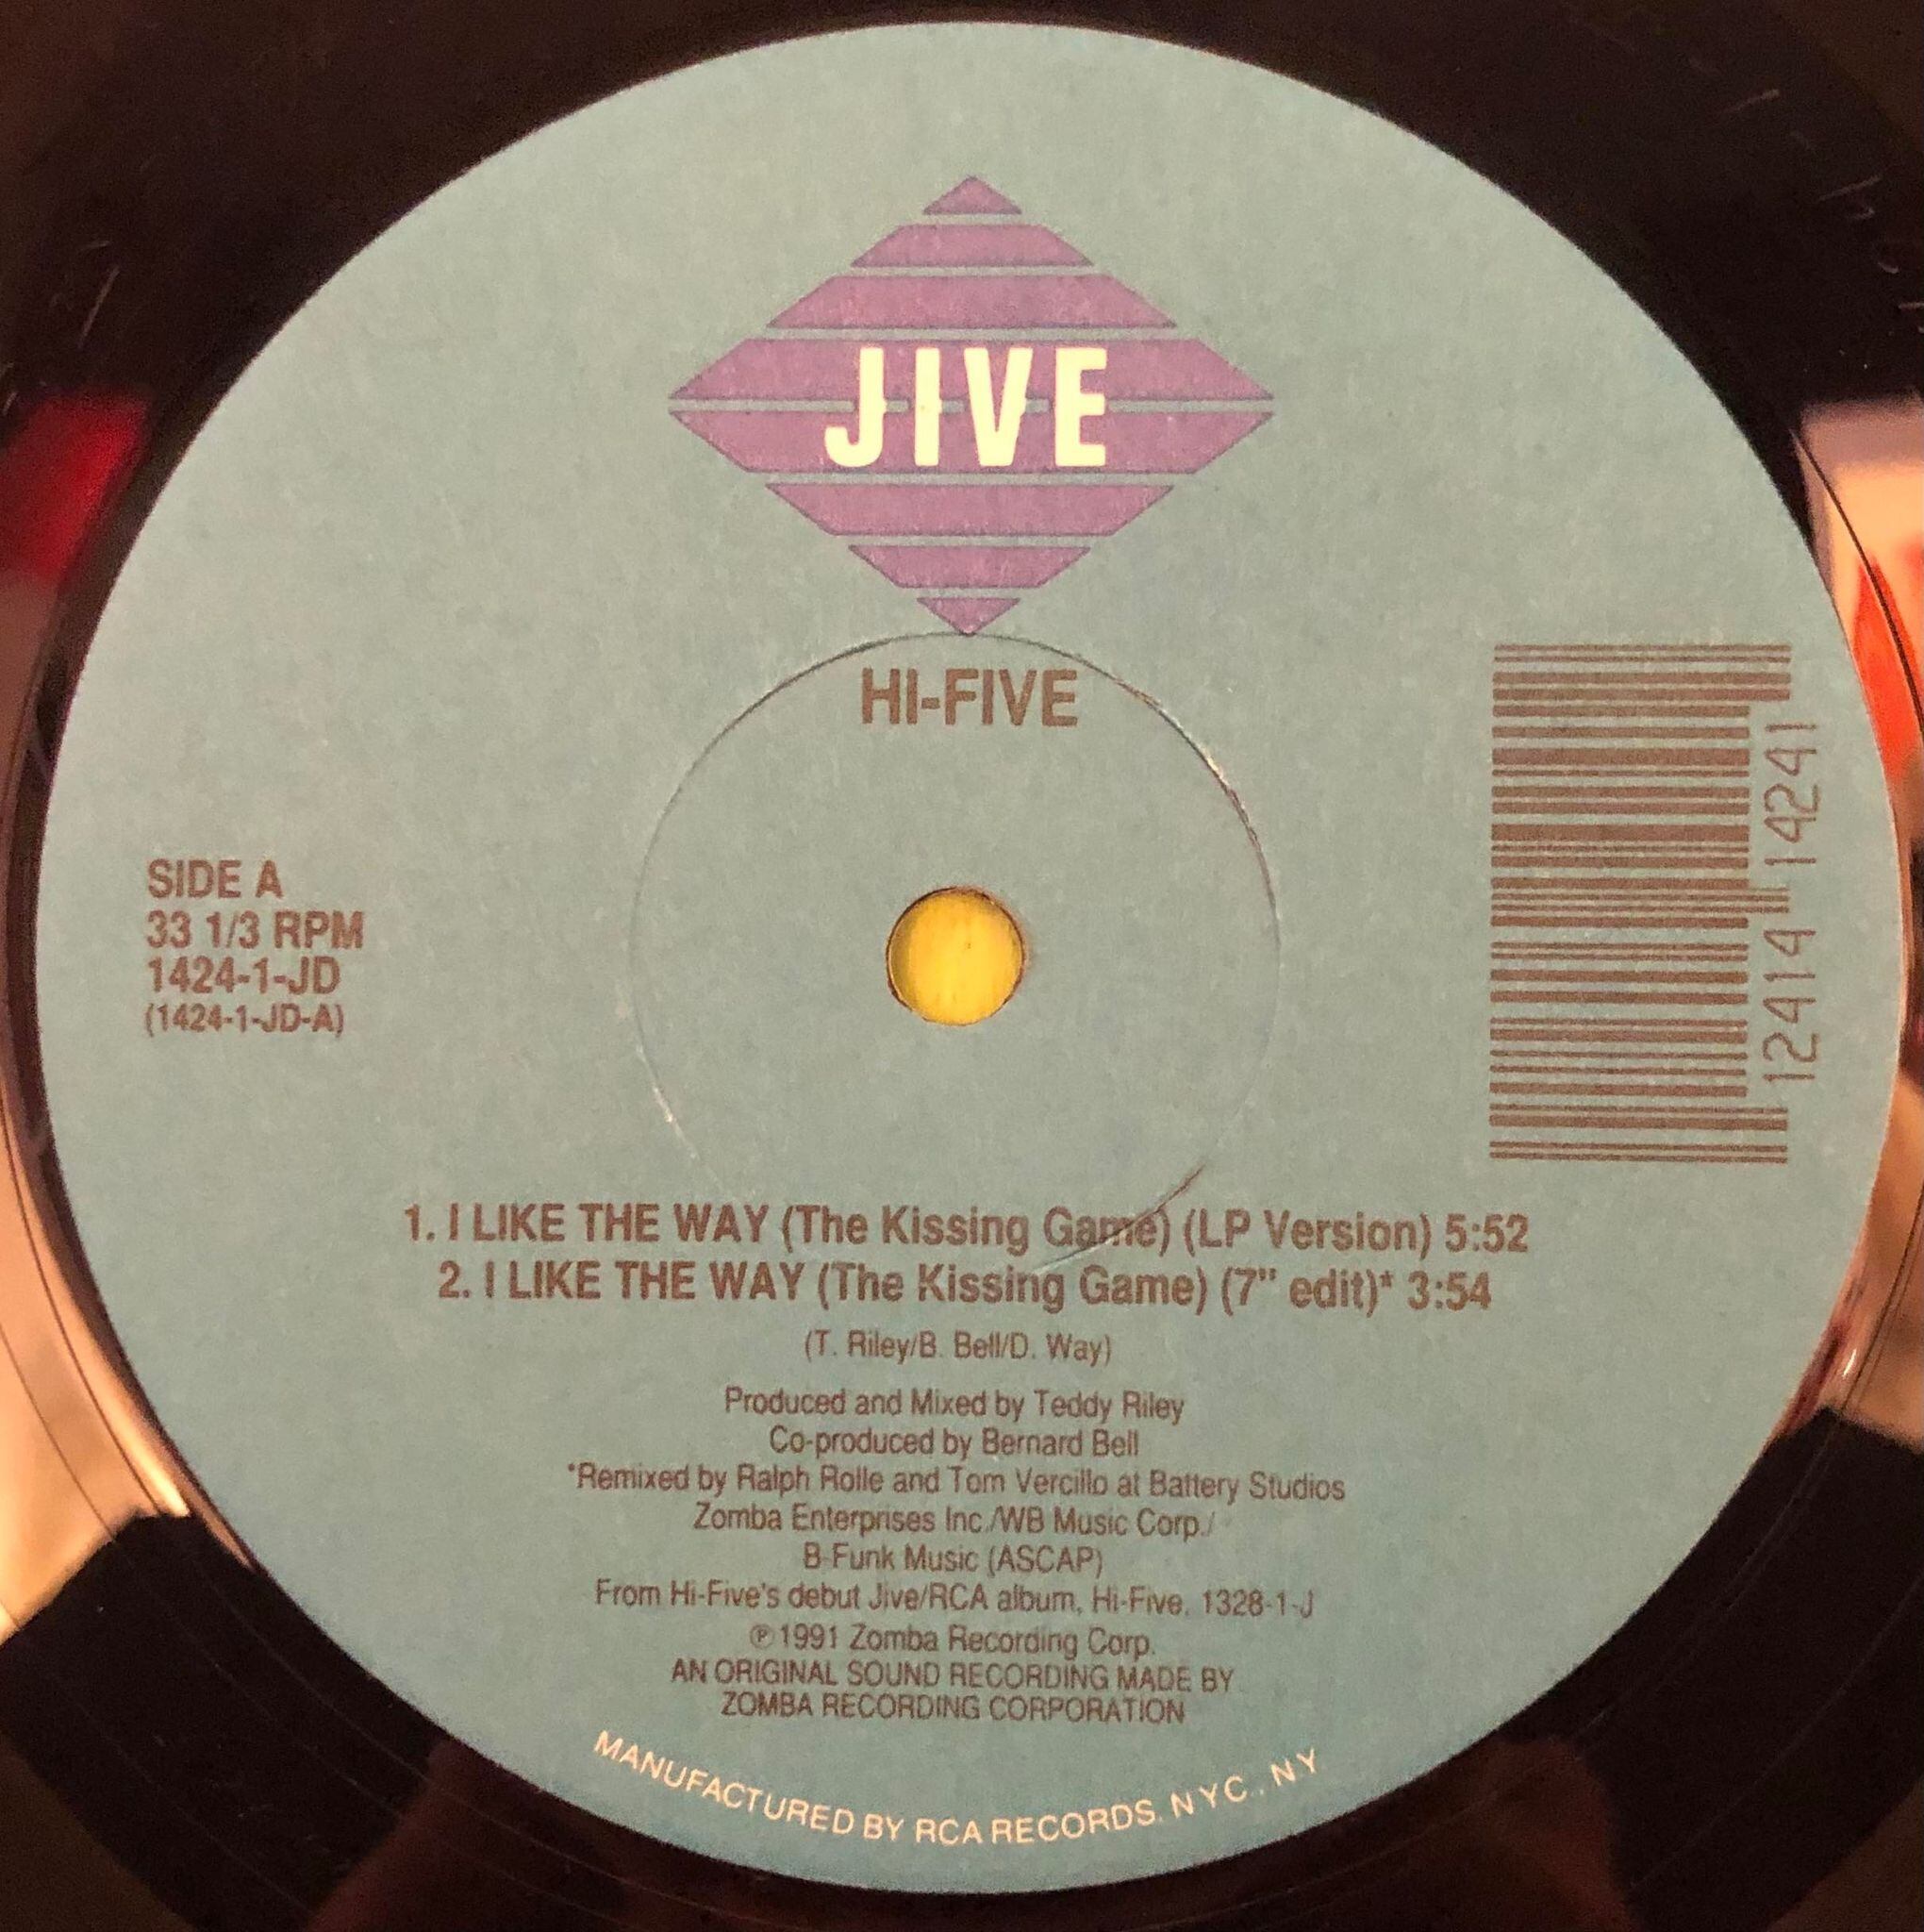 JIVE
HI-FIVE
SIDE A
33 1/3 RPM
1424-1-JD
(1424-1-JD-A)
12414 14241
1. I LIKE THE WAY (The Kissing Game) (LP Version) 5:52
2. I LIKE THE WAY (The Kissing Game) (7" edit)* 3:54
(T. Riley/B. Bell/D. Way)
Produced and Mixed by Teddy Riley
Co-produced by Bernard Bell
*Remixed by Ralph Rolle and Tom Vercillo at Battery Studios
Zomba Enterprises Inc./WB Music Corp./
B-Funk Music (ASCAP)
From Hi-Five's debut Jive/RCA album, Hi-Five, 1328-1-J
℗1991 Zomba Recording Corp.
AN ORIGINAL SOUND RECORDING MADE BY
ZOMBA RECORDING CORPORATION
MANUFACTURED BY RCA RECORDS. NYC., NY